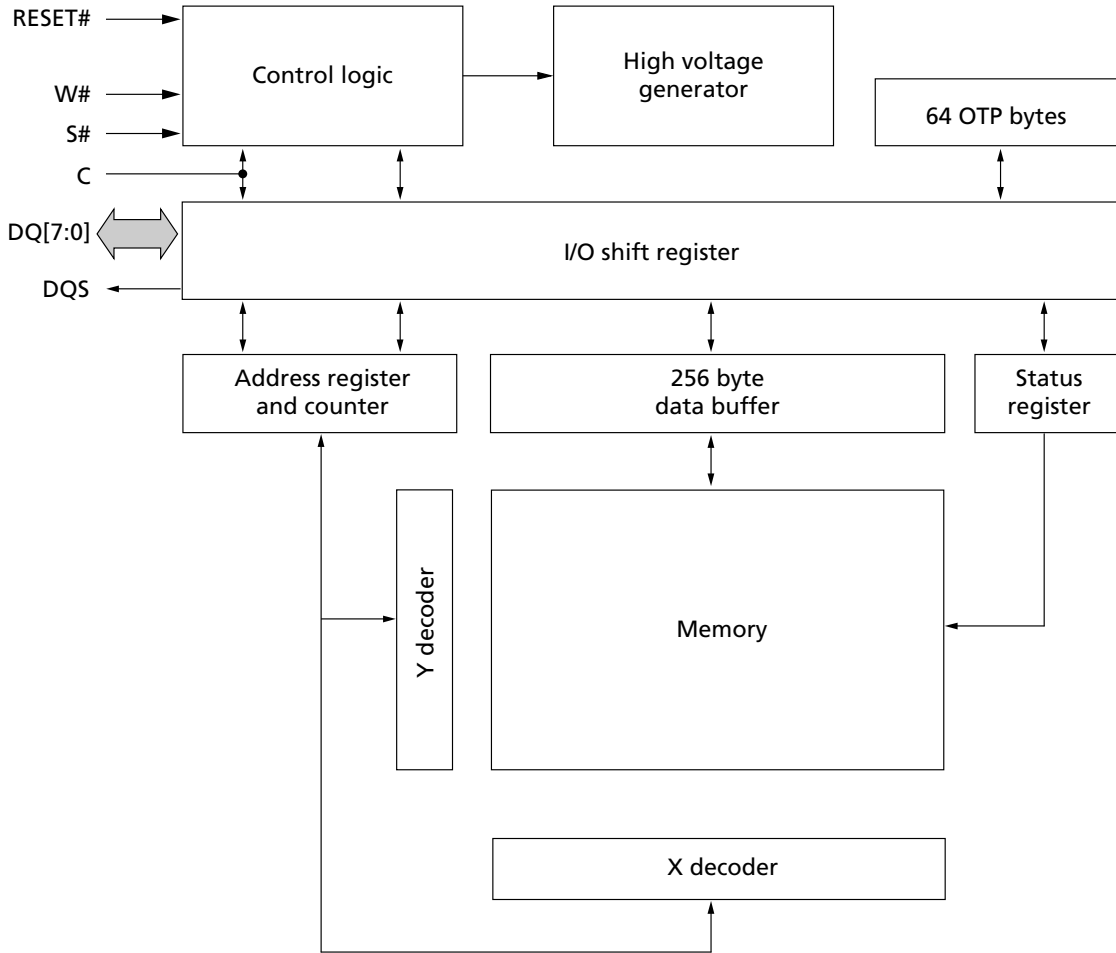 RESET#
Control logic
High voltage
generator
W#
64 OTP bytes
S#
C
DQ[7:0]
I/O shift register
DQS
Address register
and counter
256 byte
data buffer
Status
register
Y decoder
Memory
X decoder